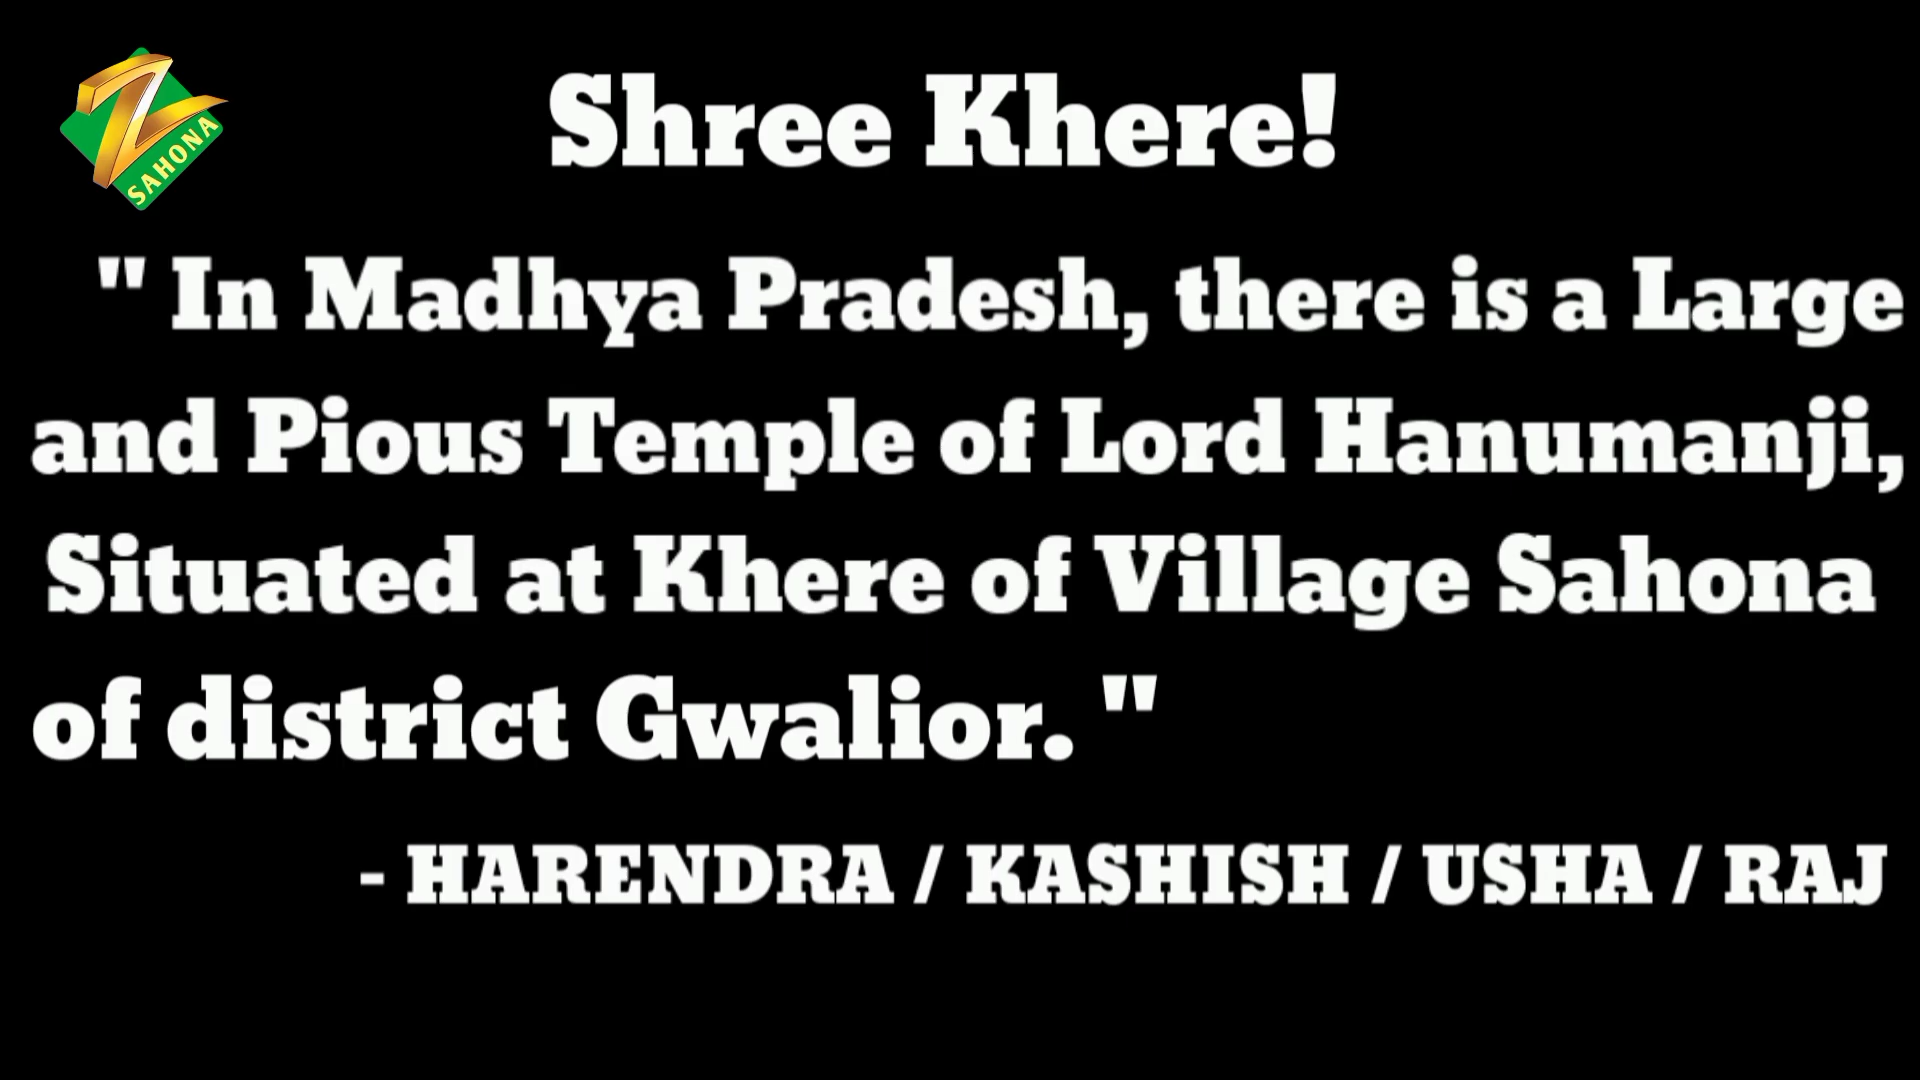 Z
SAHONA
Shree Khere!
" In Madhya Pradesh, there is a Large
and Pious Temple of Lord Hanumanji,
Situated at Khere of Village Sahona
of district Gwalior. "
- HARENDRA / KASHISH / USHA / RAJ